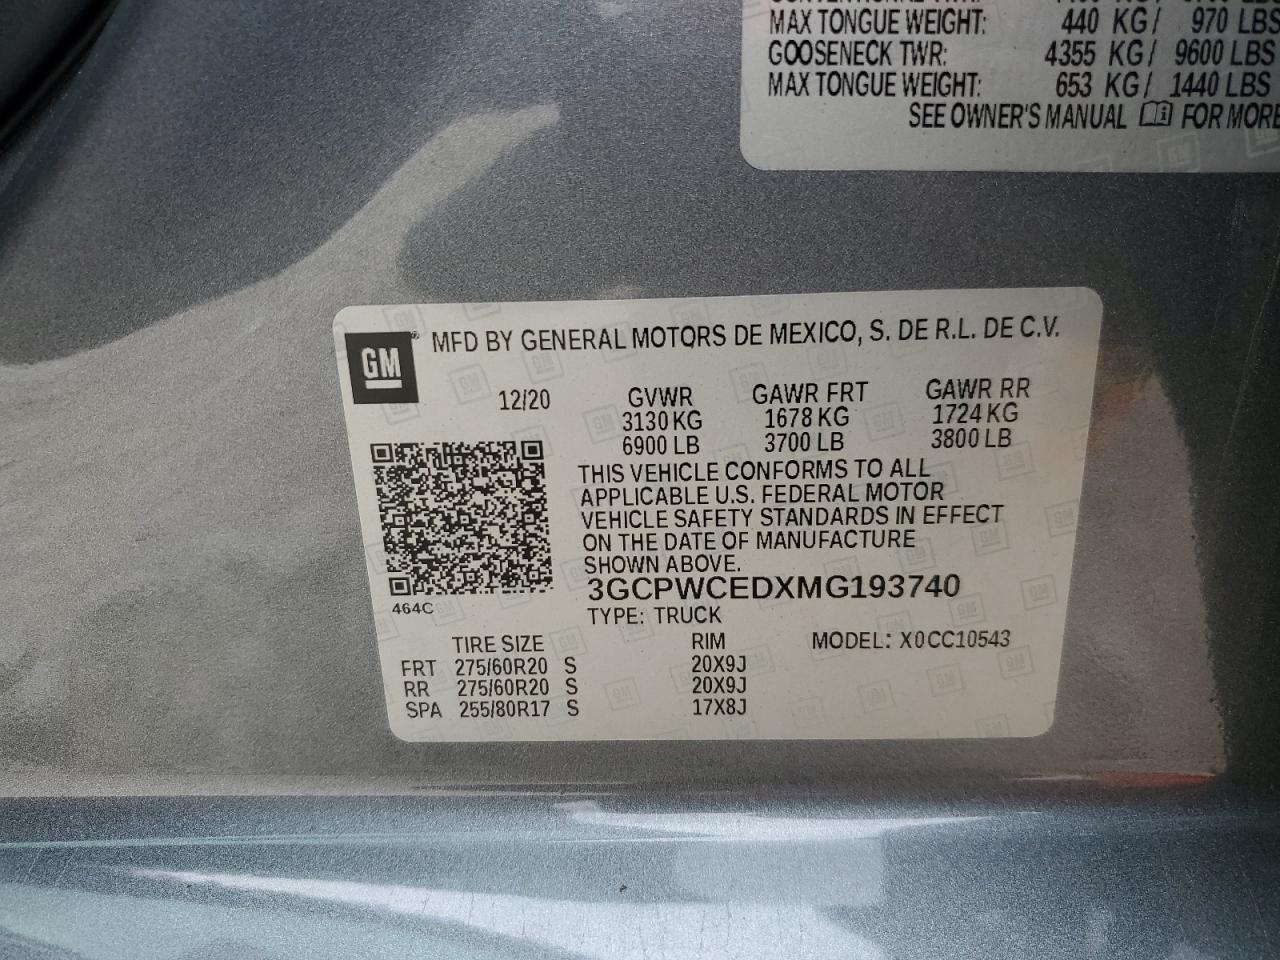 MAX TONGUE WEIGHT: 440 KG/ 970 LBS
GOOSENECK TWR: 4355 KG/ 9600 LBS
MAX TONGUE WEIGHT: 653 KG/ 1440 LBS
SEE OWNER'S MANUAL FOR MORE
GM
MFD BY GENERAL MOTORS DE MEXICO, S. DE R.L. DE C.V.
12/20 GVWR GAWR FRT GAWR RR
3130 KG 1678 KG 1724 KG
6900 LB 3700 LB 3800 LB
THIS VEHICLE CONFORMS TO ALL
APPLICABLE U.S. FEDERAL MOTOR
VEHICLE SAFETY STANDARDS IN EFFECT
ON THE DATE OF MANUFACTURE
SHOWN ABOVE.
3GCPWCEDXMG193740
464C
TYPE: TRUCK
TIRE SIZE RIM MODEL: X0CC10543
FRT 275/60R20 S 20X9J
RR 275/60R20 S 20X9J
SPA 255/80R17 S 17X8J